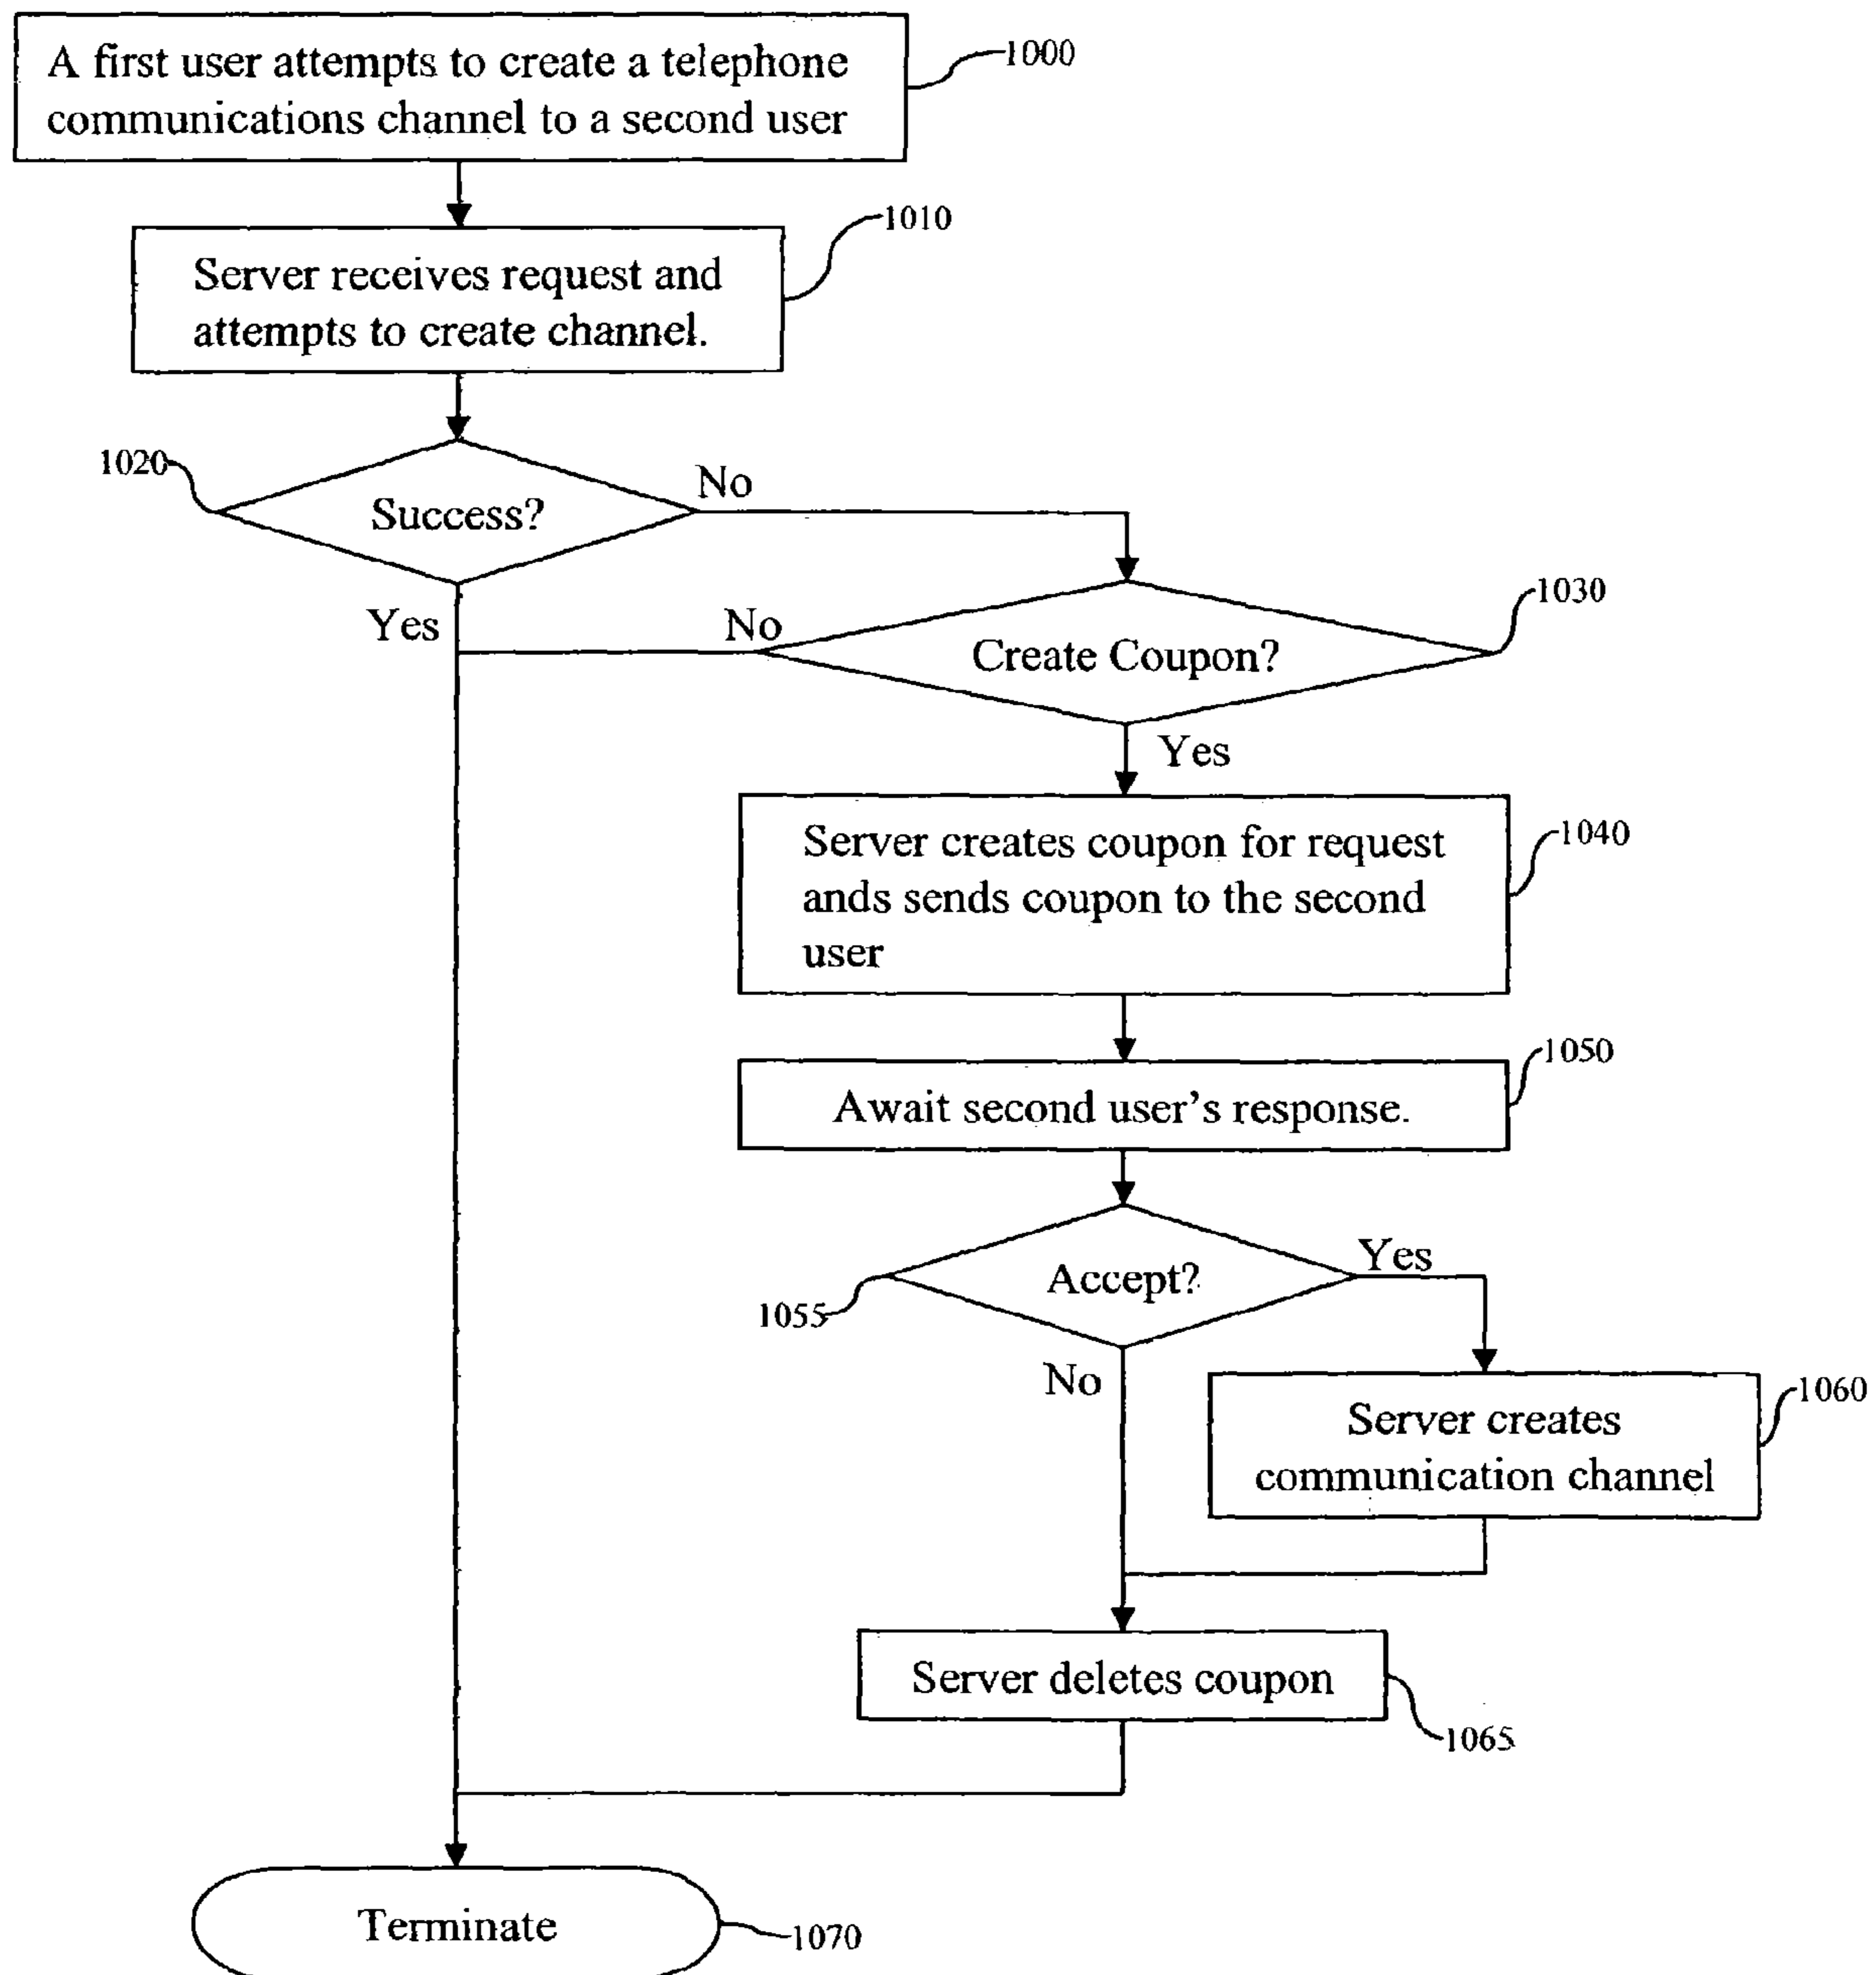 A first user attempts to create a telephone
communications channel to a second user
1000
1010
Server receives request and
attempts to create channel.
1020
Success?
No
Yes
No
Create Coupon?
1030
Yes
Server creates coupon for request
ands sends coupon to the second
user
1040
1050
Await second user's response.
Accept?
Yes
1055
No
Server creates
communication channel
1060
Server deletes coupon
1065
Terminate
1070